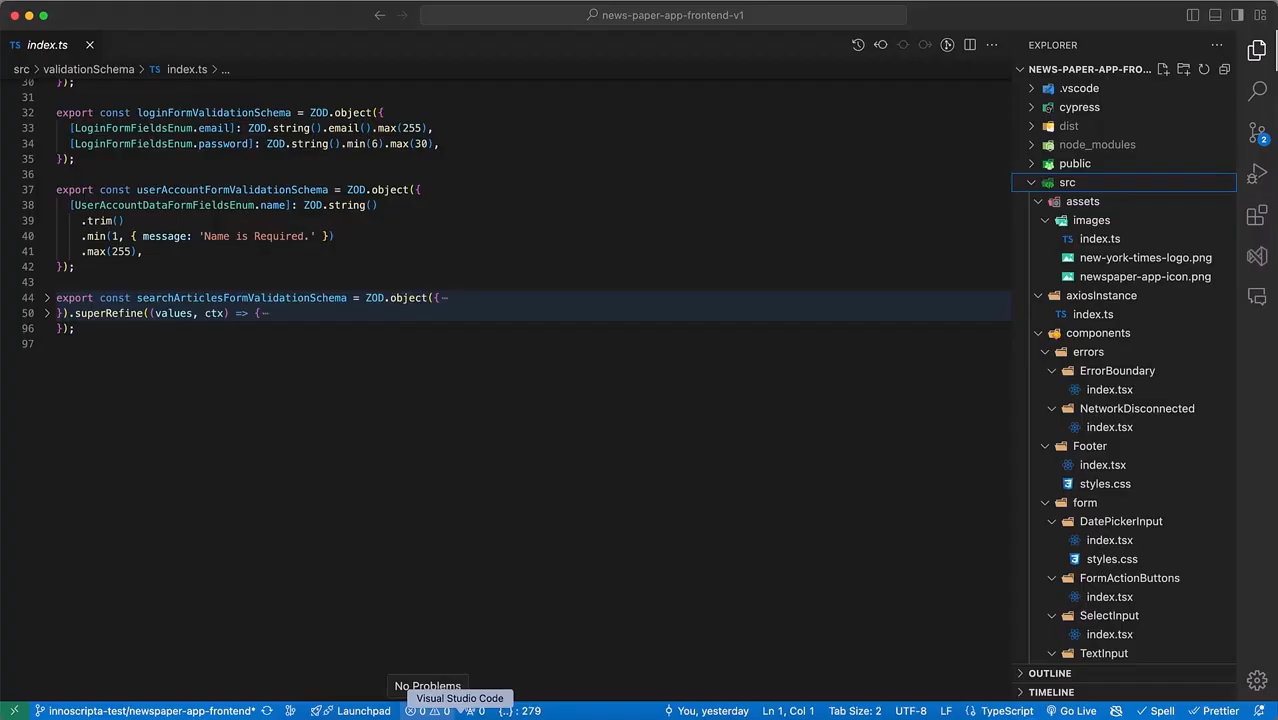 news-paper-app-frontend-v1
TS index.ts
src > validationSchema > TS index.ts > ...
30 });
31
32 export const loginFormValidationSchema = ZOD.object({
33 [LoginFormFieldsEnum.email]: ZOD.string().email().max(255),
34 [LoginFormFieldsEnum.password]: ZOD.string().min(6).max(30),
35 });
36
37 export const userAccountFormValidationSchema = ZOD.object({
38 [UserAccountDataFormFieldsEnum.name]: ZOD.string()
39 .trim()
40 .min(1, { message: 'Name is Required.' })
41 .max(255),
42 });
43
44 export const searchArticlesFormValidationSchema = ZOD.object({ ⋯
50 }).superRefine((values, ctx) => { ⋯
96 });
97
EXPLORER
NEWS-PAPER-APP-FRO...
.vscode
cypress
dist
node_modules
public
src
assets
images
TS index.ts
new-york-times-logo.png
newspaper-app-icon.png
axiosInstance
TS index.ts
components
errors
ErrorBoundary
index.tsx
NetworkDisconnected
index.tsx
Footer
index.tsx
styles.css
form
DatePickerInput
index.tsx
styles.css
FormActionButtons
index.tsx
SelectInput
index.tsx
TextInput
OUTLINE
TIMELINE
2
No Problems
Visual Studio Code
innoscripta-test/newspaper-app-frontend* Launchpad 0 0 0 {..} : 279 You, yesterday Ln 1, Col 1 Tab Size: 2 UTF-8 LF TypeScript Go Live Spell Prettier